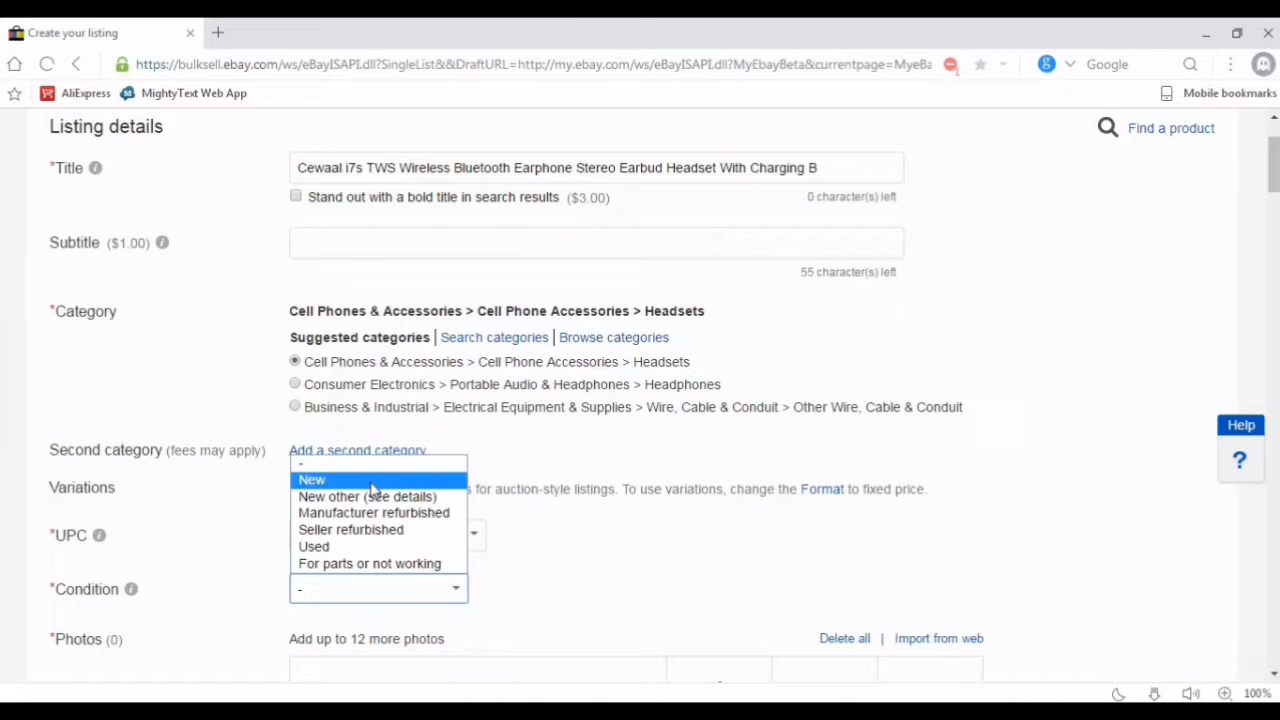 Create your listing
https://bulksell.ebay.com/ws/eBayISAPI.dll?SingleList&&DraftURL=http://my.ebay.com/ws/eBayISAPI.dll?MyEbayBeta&currentpage=MyeBa
Google
AliExpress
MightyText Web App
Mobile bookmarks
Listing details
Find a product
*Title
Cewaal i7s TWS Wireless Bluetooth Earphone Stereo Earbud Headset With Charging B
Stand out with a bold title in search results ($3.00)
0 character(s) left
Subtitle ($1.00)
55 character(s) left
*Category
Cell Phones & Accessories > Cell Phone Accessories > Headsets
Suggested categories | Search categories | Browse categories
Cell Phones & Accessories > Cell Phone Accessories > Headsets
Consumer Electronics > Portable Audio & Headphones > Headphones
Business & Industrial > Electrical Equipment & Supplies > Wire, Cable & Conduit > Other Wire, Cable & Conduit
Help
?
Second category (fees may apply)
Add a second category
-
New
Variations
s for auction-style listings. To use variations, change the Format to fixed price.
New other (see details)
Manufacturer refurbished
Seller refurbished
*UPC
Used
For parts or not working
*Condition
-
*Photos (0)
Add up to 12 more photos
Delete all | Import from web
100%